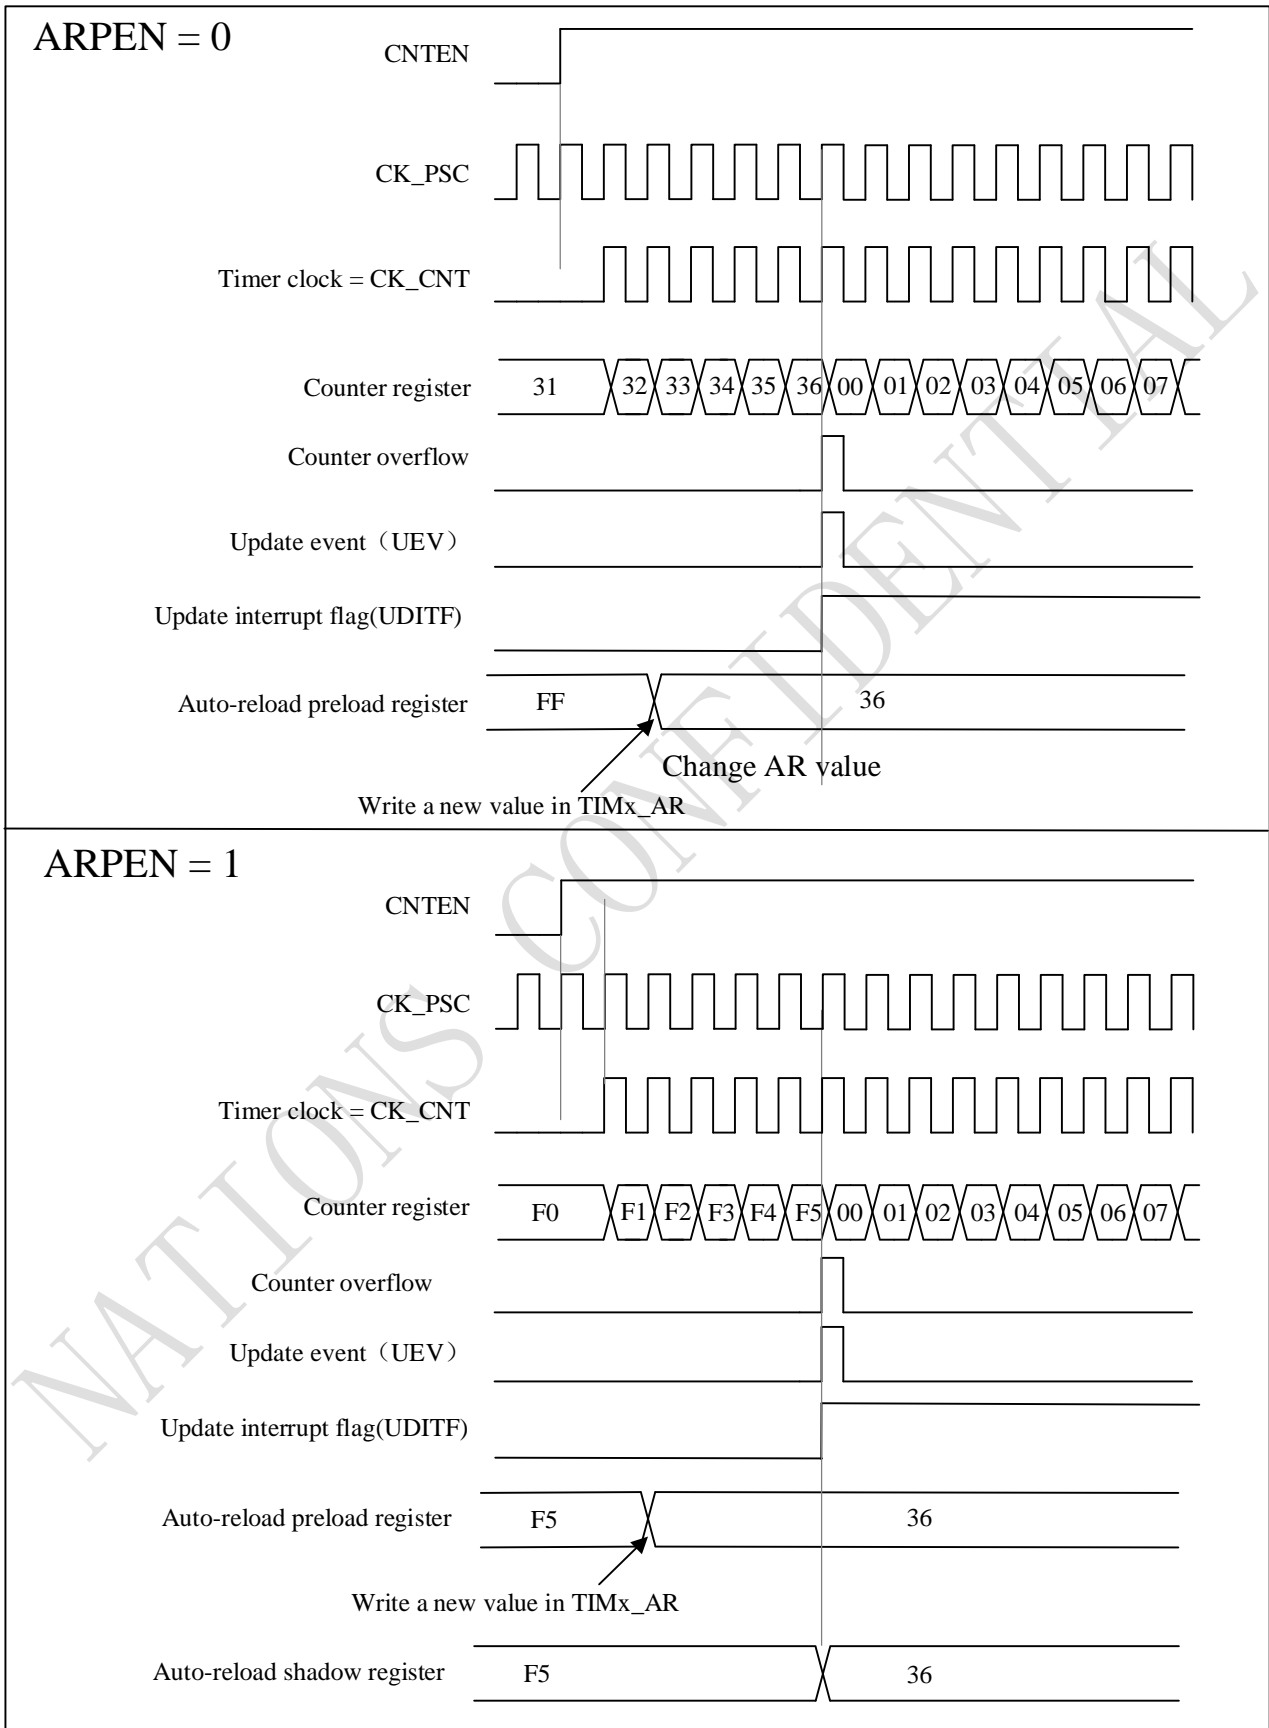 ARPEN = 0
CNTEN
CK_PSC
Timer clock = CK_CNT
Counter register 31 32 33 34 35 36 00 01 02 03 04 05 06 07
Counter overflow
Update event（UEV）
Update interrupt flag(UDITF)
Auto-reload preload register FF 36
Change AR value
Write a new value in TIMx_AR
ARPEN = 1
CNTEN
CK_PSC
Timer clock = CK_CNT
Counter register F0 F1 F2 F3 F4 F5 00 01 02 03 04 05 06 07
Counter overflow
Update event（UEV）
Update interrupt flag(UDITF)
Auto-reload preload register F5 36
Write a new value in TIMx_AR
Auto-reload shadow register F5 36
NATIONS CONFIDENTIAL